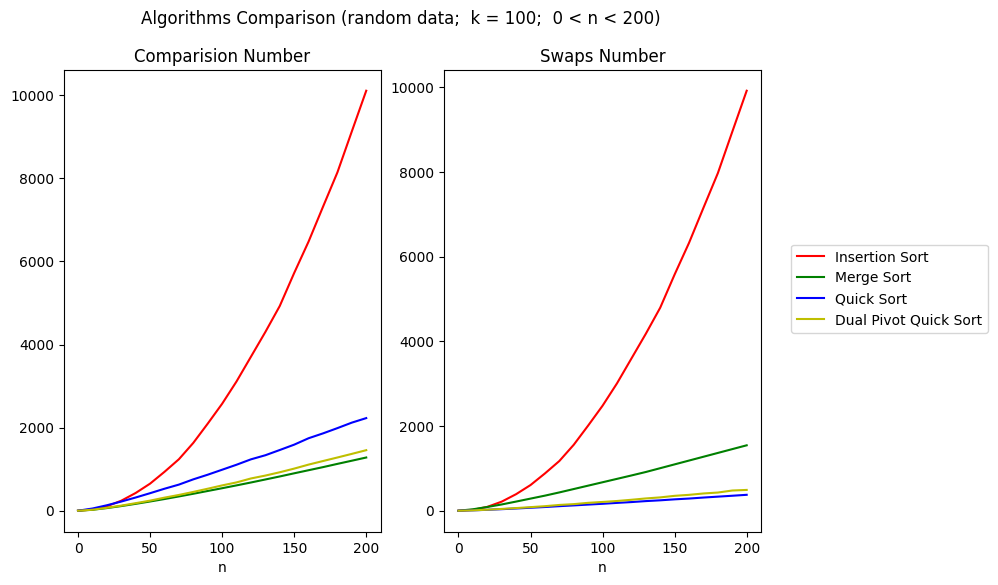 Algorithms Comparison (random data;  k = 100;  0 < n < 200)
Comparision Number
10000
8000
6000
4000
2000
0
0 50 100 150 200
n
Swaps Number
10000
8000
6000
4000
2000
0
0 50 100 150 200
n
Insertion Sort
Merge Sort
Quick Sort
Dual Pivot Quick Sort